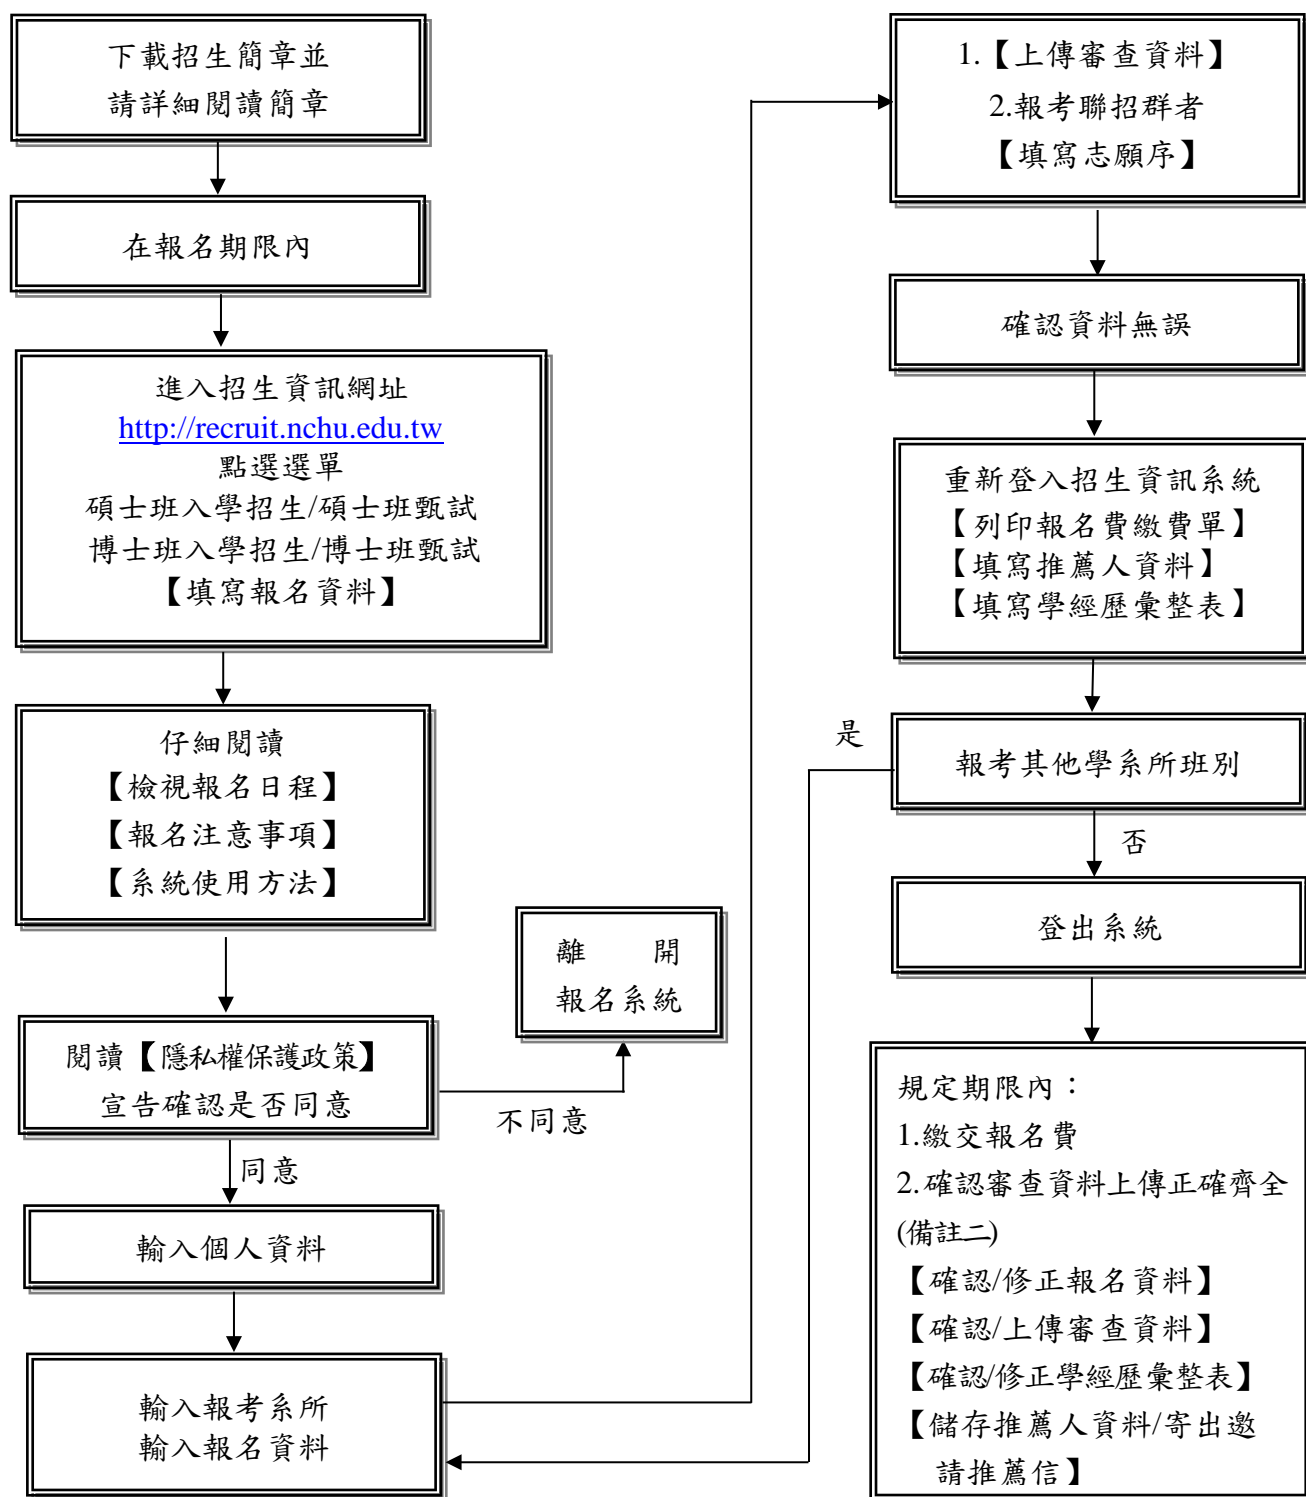 下載招生簡章並
請詳細閱讀簡章
在報名期限內
進入招生資訊網址
http://recruit.nchu.edu.tw
點選選單
碩士班入學招生/碩士班甄試
博士班入學招生/博士班甄試
【填寫報名資料】
仔細閱讀
【檢視報名日程】
【報名注意事項】
【系統使用方法】
閱讀【隱私權保護政策】
宣告確認是否同意
不同意
離 開
報名系統
同意
輸入個人資料
輸入報考系所
輸入報名資料
1.【上傳審查資料】
2.報考聯招群者
【填寫志願序】
確認資料無誤
重新登入招生資訊系統
【列印報名費繳費單】
【填寫推薦人資料】
【填寫學經歷彙整表】
報考其他學系所班別
是
否
登出系統
規定期限內：
1.繳交報名費
2.確認審查資料上傳正確齊全
(備註二)
【確認/修正報名資料】
【確認/上傳審查資料】
【確認/修正學經歷彙整表】
【儲存推薦人資料/寄出邀
請推薦信】